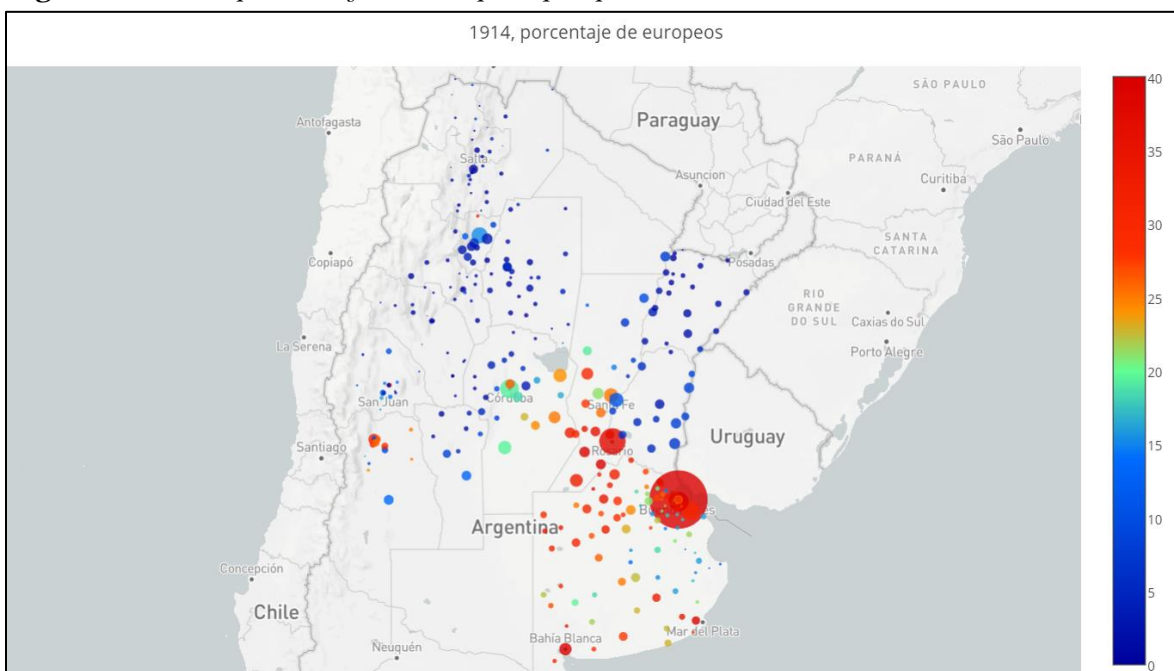 1914, porcentaje de europeos
SÃO PAULO
Paraguay
Antofagasta
São Paulo
PARANÁ
Salta
Asuncion
Curitiba
Ciudad del Este
SANTA
CATARINA
Copiapó
Posadas
RIO
GRANDE
DO SUL
Caxias do Sul
La Serena
Porto Alegre
San Juan
Córdoba
Santa Fe
Uruguay
Santiago
Rosario
Argentina
Concepción
Chile
Bahía Blanca
Mar del Plata
Neuquén
40
35
30
25
20
15
10
5
0